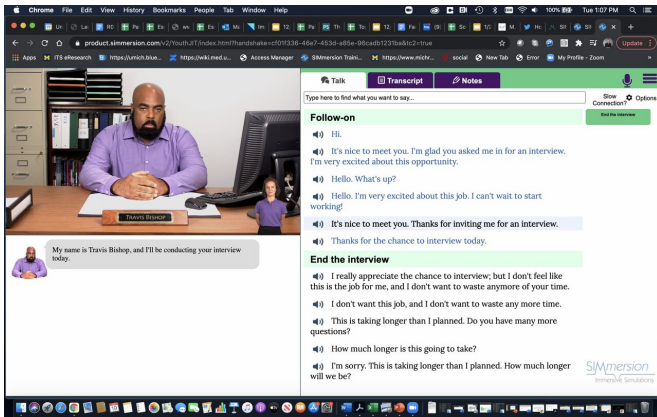 Chrome File Edit View History Bookmarks People Tab Window Help
100% Tue 1:07 PM
product.simmersion.com/v2/YouthJIT/index.html?handshake=cf01f336-46e7-453d-a85e-96cadb1231ba&tc2=true
Update
Apps ITS eResearch https://umich.blue... https://wiki.med.u... Access Manager SIMmersion Traini... https://www.michr... social New Tab Error My Profile - Zoom
Talk Transcript Notes
Type here to find what you want to say...
Slow Connection?
Options
End the interview
Follow-on
Hi.
It's nice to meet you. I'm glad you asked me in for an interview.
I'm very excited about this opportunity.
Hello. What's up?
Hello. I'm very excited about this job. I can't wait to start
working!
It's nice to meet you. Thanks for inviting me for an interview.
Thanks for the chance to interview today.
End the interview
I really appreciate the chance to interview; but I don't feel like
this is the job for me, and I don't want to waste anymore of your time.
I don't want this job, and I don't want to waste any more time.
This is taking longer than I planned. Do you have many more
questions?
How much longer is this going to take?
I'm sorry. This is taking longer than I planned. How much longer
will we be?
TRAVIS BISHOP
My name is Travis Bishop, and I'll be conducting your interview
today.
SIMmersion
Immersive Simulations